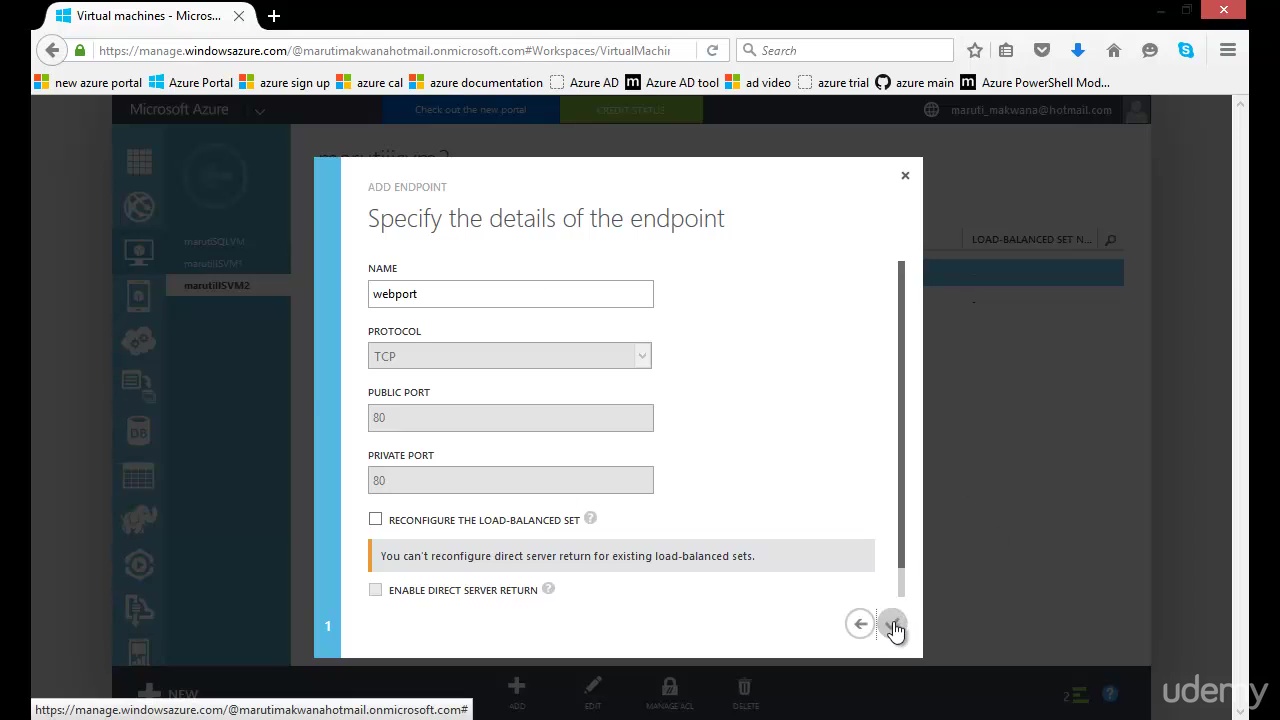 Virtual machines - Micros...
https://manage.windowsazure.com/@marutimakwanahotmail.onmicrosoft.com#Workspaces/VirtualMachin
Search
new azure portal
Azure Portal
azure sign up
azure cal
azure documentation
Azure AD
Azure AD tool
ad video
azure trial
azure main
Azure PowerShell Mod...
Microsoft Azure
Check out the new portal
CREDIT STATUS
maruti_makwana@hotmail.com
marutiSQLVM
marutiIISVM1
marutiIISVM2
LOAD-BALANCED SET N...
ADD ENDPOINT
Specify the details of the endpoint
NAME
webport
PROTOCOL
TCP
PUBLIC PORT
80
PRIVATE PORT
80
RECONFIGURE THE LOAD-BALANCED SET ?
You can't reconfigure direct server return for existing load-balanced sets.
ENABLE DIRECT SERVER RETURN ?
1
NEW
ADD
EDIT
MANAGE ACL
DELETE
2
?
https://manage.windowsazure.com/@marutimakwanahotmail.onmicrosoft.com#
udemy